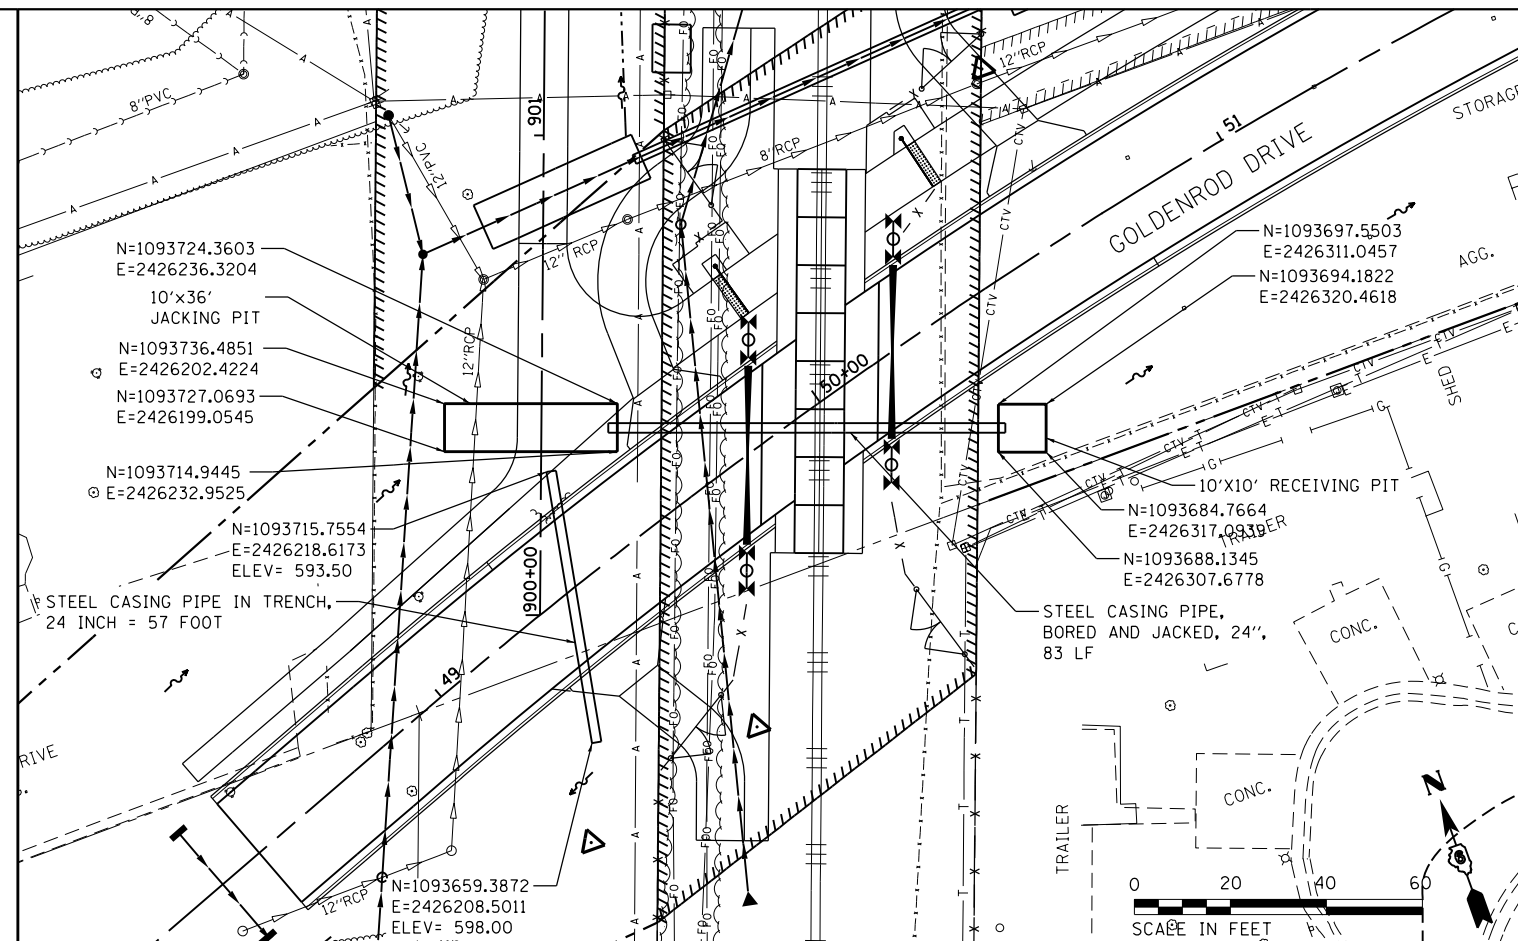 8"PVC
8"PVC
12"PVC
12"RCP
901
8"RCP
12"RCP
12" RCP
51
GOLDENROD DRIVE
STORAGE
AGG.
N=1093724.3603
E=2426236.3204
10'x36'
JACKING PIT
N=1093736.4851
E=2426202.4224
N=1093727.0693
E=2426199.0545
N=1093714.9445
E=2426232.9525
N=1093715.7554
E=2426218.6173
ELEV= 593.50
STEEL CASING PIPE IN TRENCH,
24 INCH = 57 FOOT
N=1093697.5503
E=2426311.0457
N=1093694.1822
E=2426320.4618
50+00
900+00
49
SHED
10'X10' RECEIVING PIT
N=1093684.7664
E=2426317.0939
TRAILER
N=1093688.1345
E=2426307.6778
STEEL CASING PIPE,
BORED AND JACKED, 24",
83 LF
CONC.
CONC.
TRAILER
RIVE
12"RCP
N=1093659.3872
E=2426208.5011
ELEV= 598.00
N
0 20 40 60
SCALE IN FEET